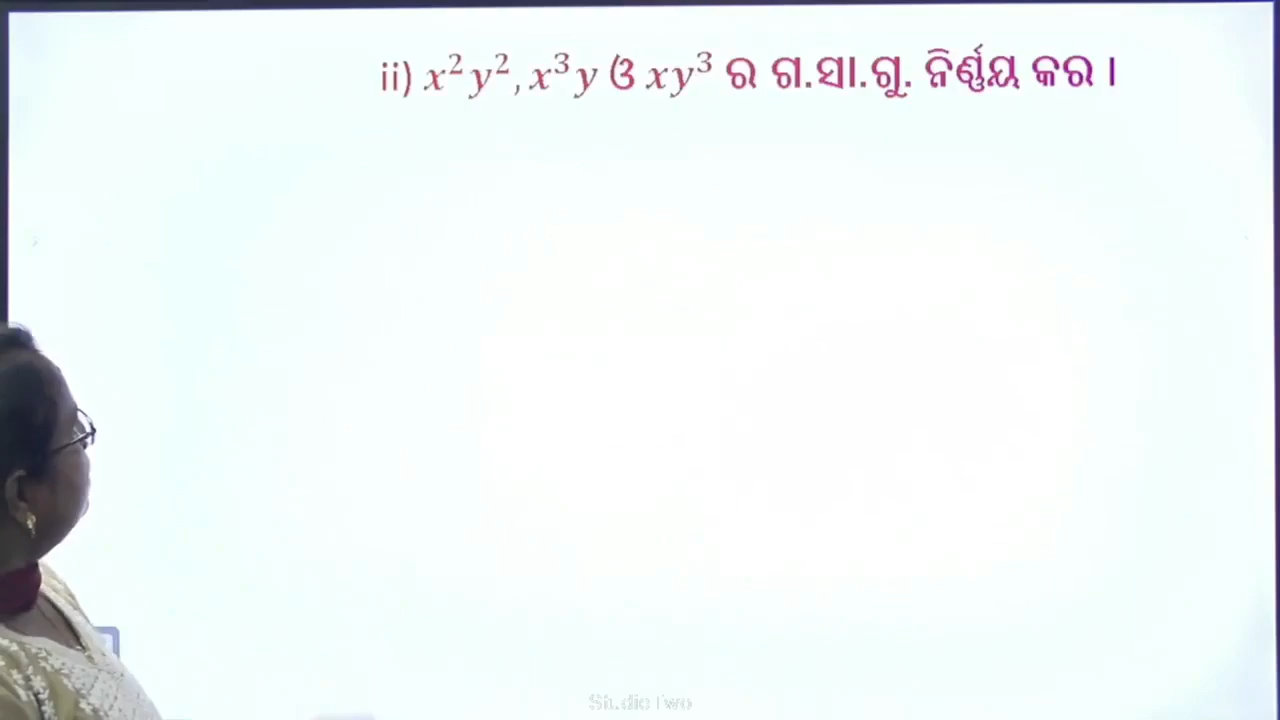 ii) x²y², x³y ଓ xy³ ର ଗ.ସା.ଗୁ. ନିର୍ଣ୍ଣୟ କର ।